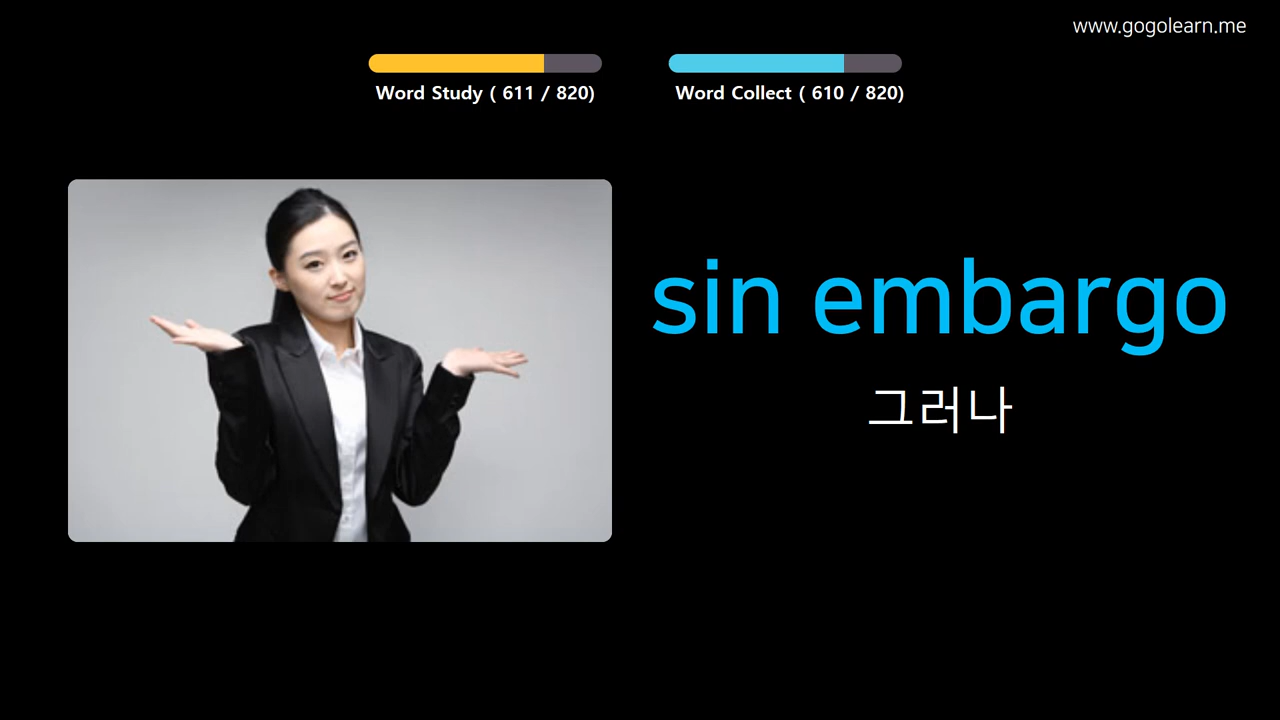 www.gogolearn.me
Word Study ( 611 / 820)
Word Collect ( 610 / 820)
sin embargo
그러나